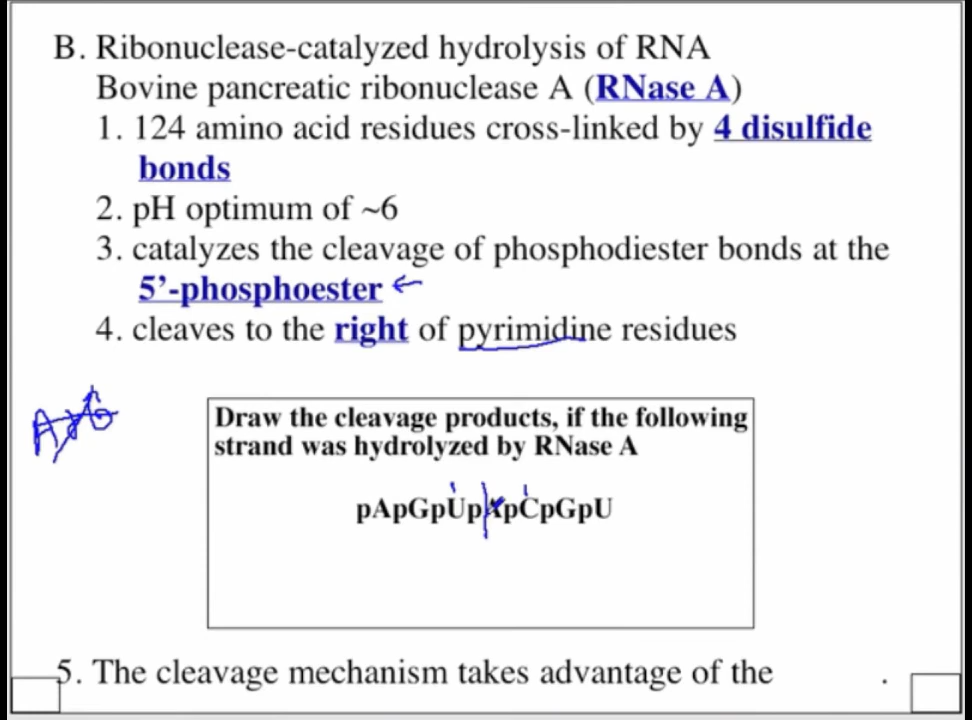 B. Ribonuclease-catalyzed hydrolysis of RNA
Bovine pancreatic ribonuclease A (RNase A)
1. 124 amino acid residues cross-linked by 4 disulfide
bonds
2. pH optimum of ~6
3. catalyzes the cleavage of phosphodiester bonds at the
5’-phosphoester
4. cleaves to the right of pyrimidine residues
Draw the cleavage products, if the following
strand was hydrolyzed by RNase A
pApGpUpApCpGpU
5. The cleavage mechanism takes advantage of the .